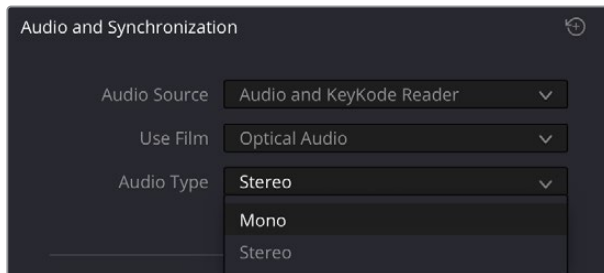 Audio and Synchronization
Audio Source Audio and KeyKode Reader
Use Film Optical Audio
Audio Type Stereo
Mono
Stereo